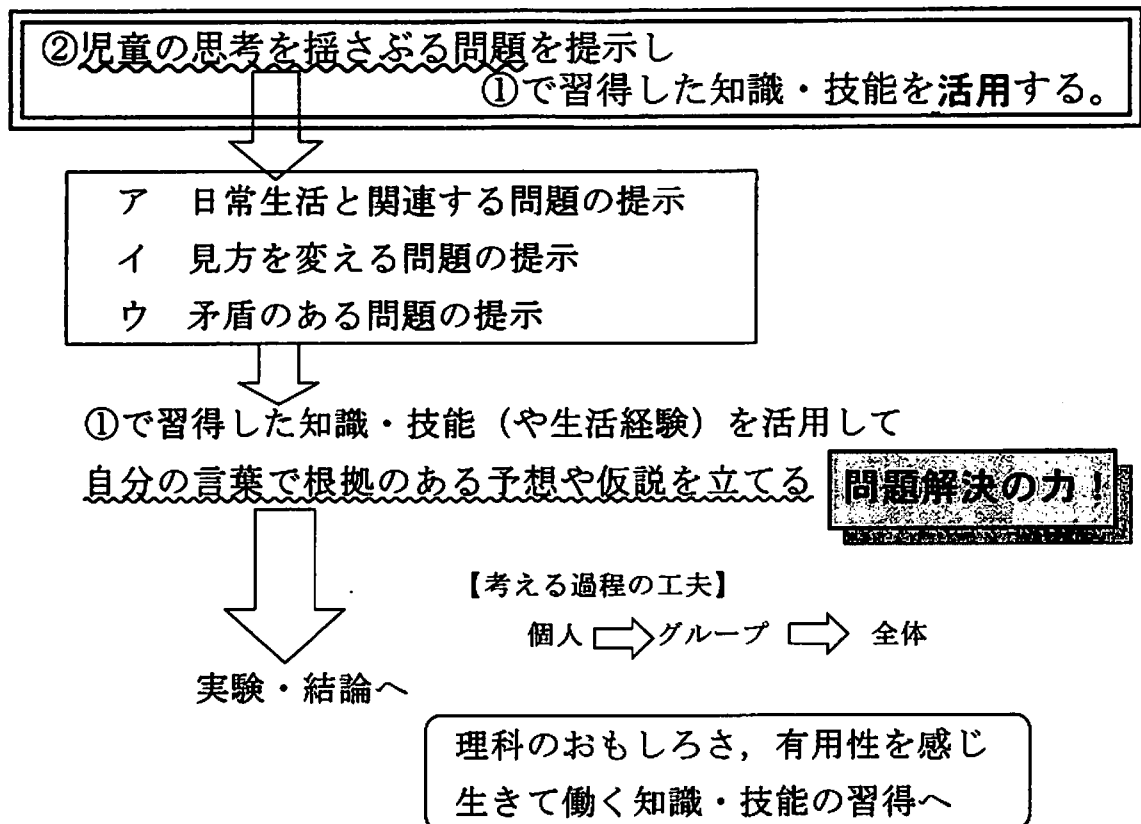 ②児童の思考を揺さぶる問題を提示し
①で習得した知識・技能を活用する。
ア 日常生活と関連する問題の提示
イ 見方を変える問題の提示
ウ 矛盾のある問題の提示
①で習得した知識・技能（や生活経験）を活用して
自分の言葉で根拠のある予想や仮説を立てる
問題解決の力！
【考える過程の工夫】
個人 グループ 全体
実験・結論へ
理科のおもしろさ，有用性を感じ
生きて働く知識・技能の習得へ